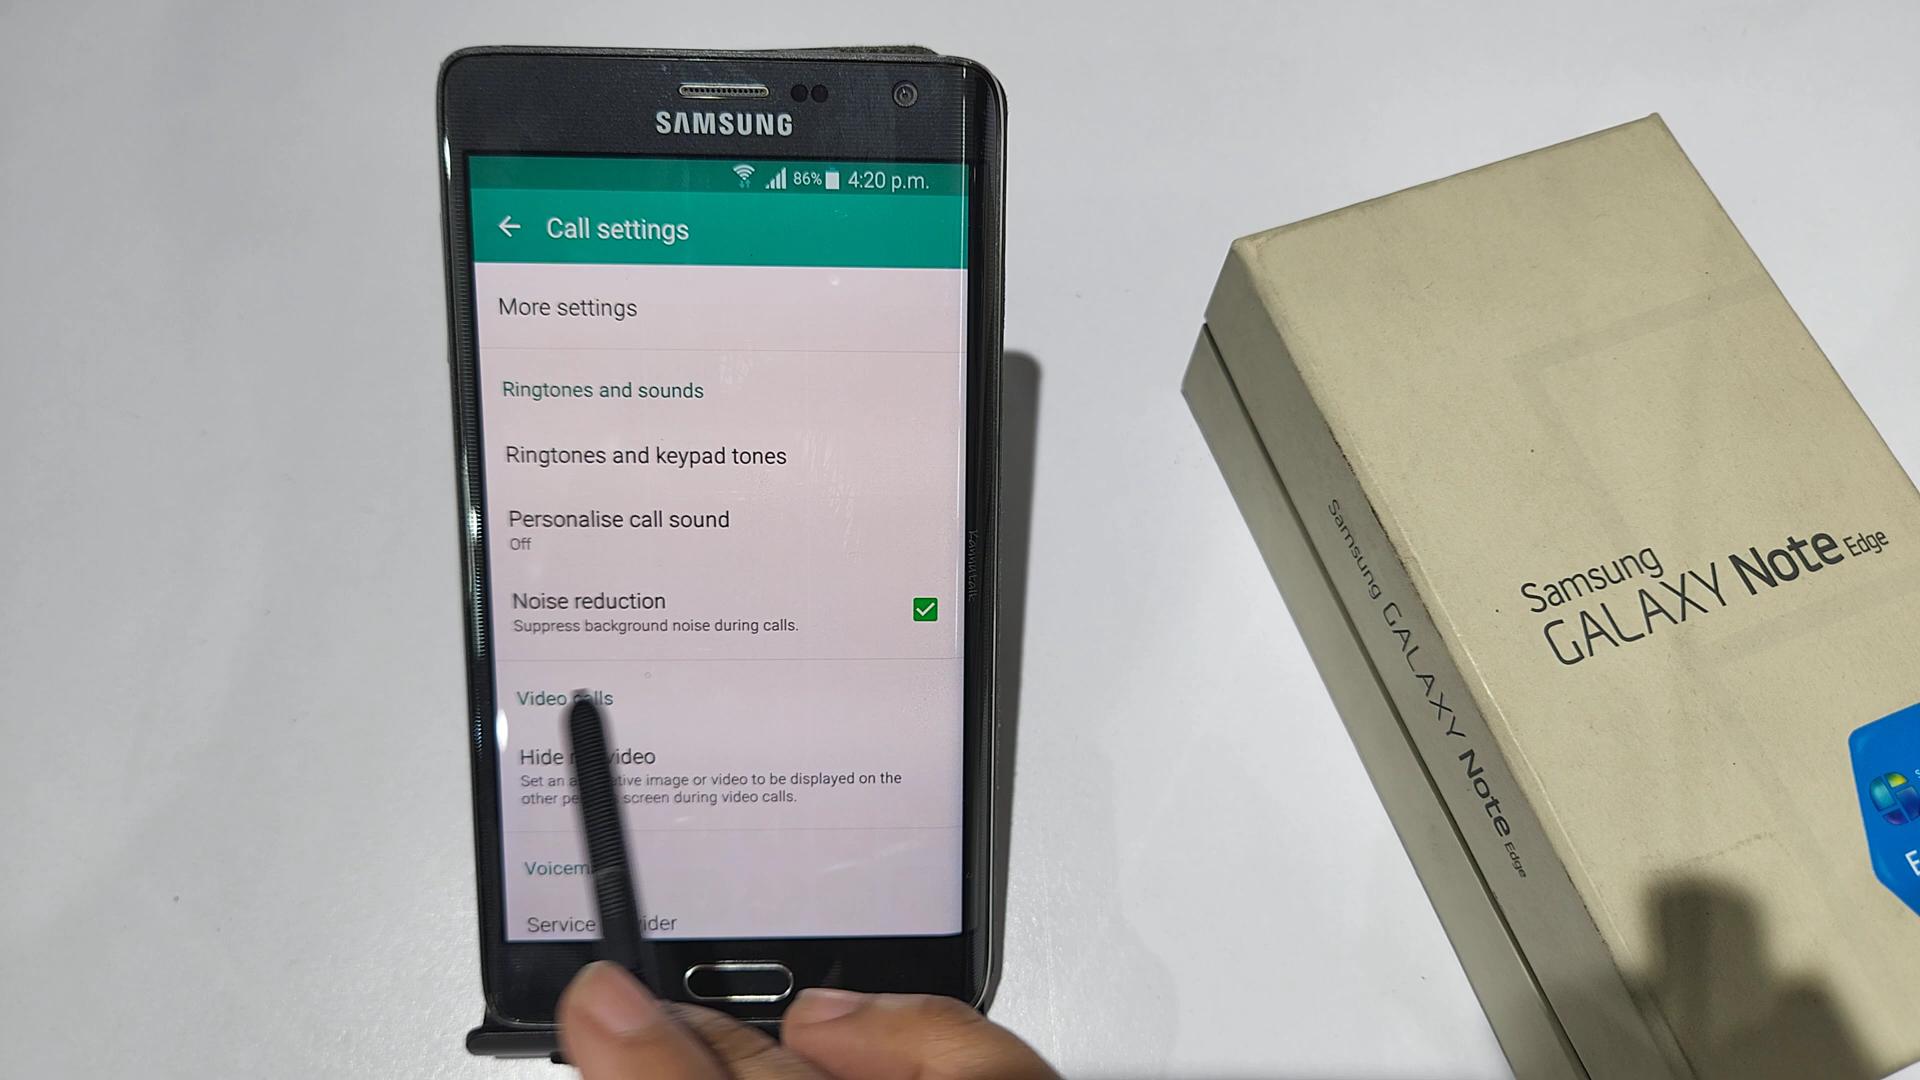 SAMSUNG
86% 4:20 p.m.
Call settings
More settings
Ringtones and sounds
Ringtones and keypad tones
Personalise call sound
Off
Noise reduction
Suppress background noise during calls.
Video calls
Hide video
Set an image or video to be displayed on the
other screen during video calls.
Service
Kamutalk
Samsung
GALAXY Note Edge
Samsung GALAXY Note Edge